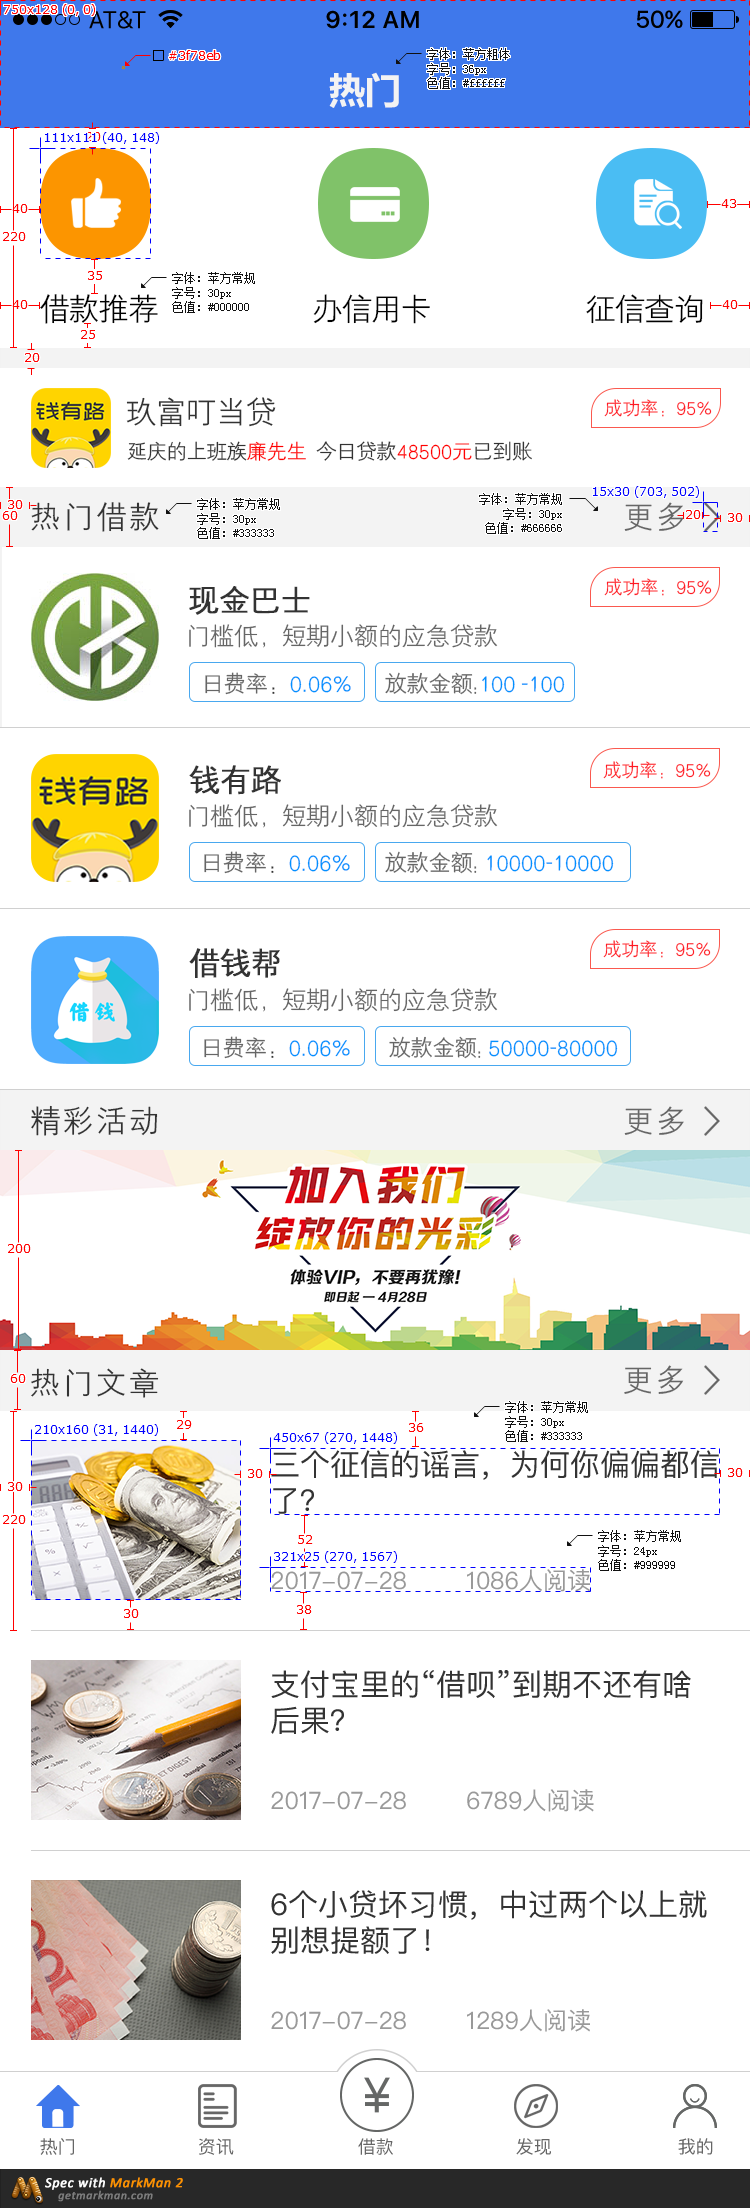 750x128 (0, 0)
AT&T
9:12 AM
50%
#3f78eb
字体: 苹方粗体
字号: 36px
色值: #ffffff
热门
111x111 (40, 148)
20
40
220
43
35
字体: 苹方常规
字号: 30px
色值: #000000
40
借款推荐
办信用卡
征信查询
40
25
20
钱有路
玖富叮当贷
成功率：95%
延庆的上班族廉先生 今日贷款48500元已到账
15x30 (703, 502)
30
60
热门借款
字体: 苹方常规
字号: 30px
色值: #333333
字体: 苹方常规
字号: 30px
色值: #666666
更多
20
30
现金巴士
成功率：95%
门槛低，短期小额的应急贷款
日费率：0.06%
放款金额:100 -100
钱有路
钱有路
成功率：95%
门槛低，短期小额的应急贷款
日费率：0.06%
放款金额: 10000-10000
借钱
借钱帮
成功率：95%
门槛低，短期小额的应急贷款
日费率：0.06%
放款金额: 50000-80000
精彩活动
更多
200
加入我们
绽放你的光彩
体验VIP，不要再犹豫!
即日起 — 4月28日
60
热门文章
更多
字体: 苹方常规
字号: 30px
色值: #333333
210x160 (31, 1440)
29
36
450x67 (270, 1448)
30
30
30
220
三个征信的谣言，为何你偏偏都信
了？
52
字体: 苹方常规
字号: 24px
色值: #999999
321x25 (270, 1567)
2017-07-28
1086人阅读
30
38
支付宝里的“借呗”到期不还有啥
后果？
2017-07-28
6789人阅读
6个小贷坏习惯，中过两个以上就
别想提额了！
2017-07-28
1289人阅读
¥
热门
资讯
借款
发现
我的
Spec with MarkMan 2
getmarkman.com